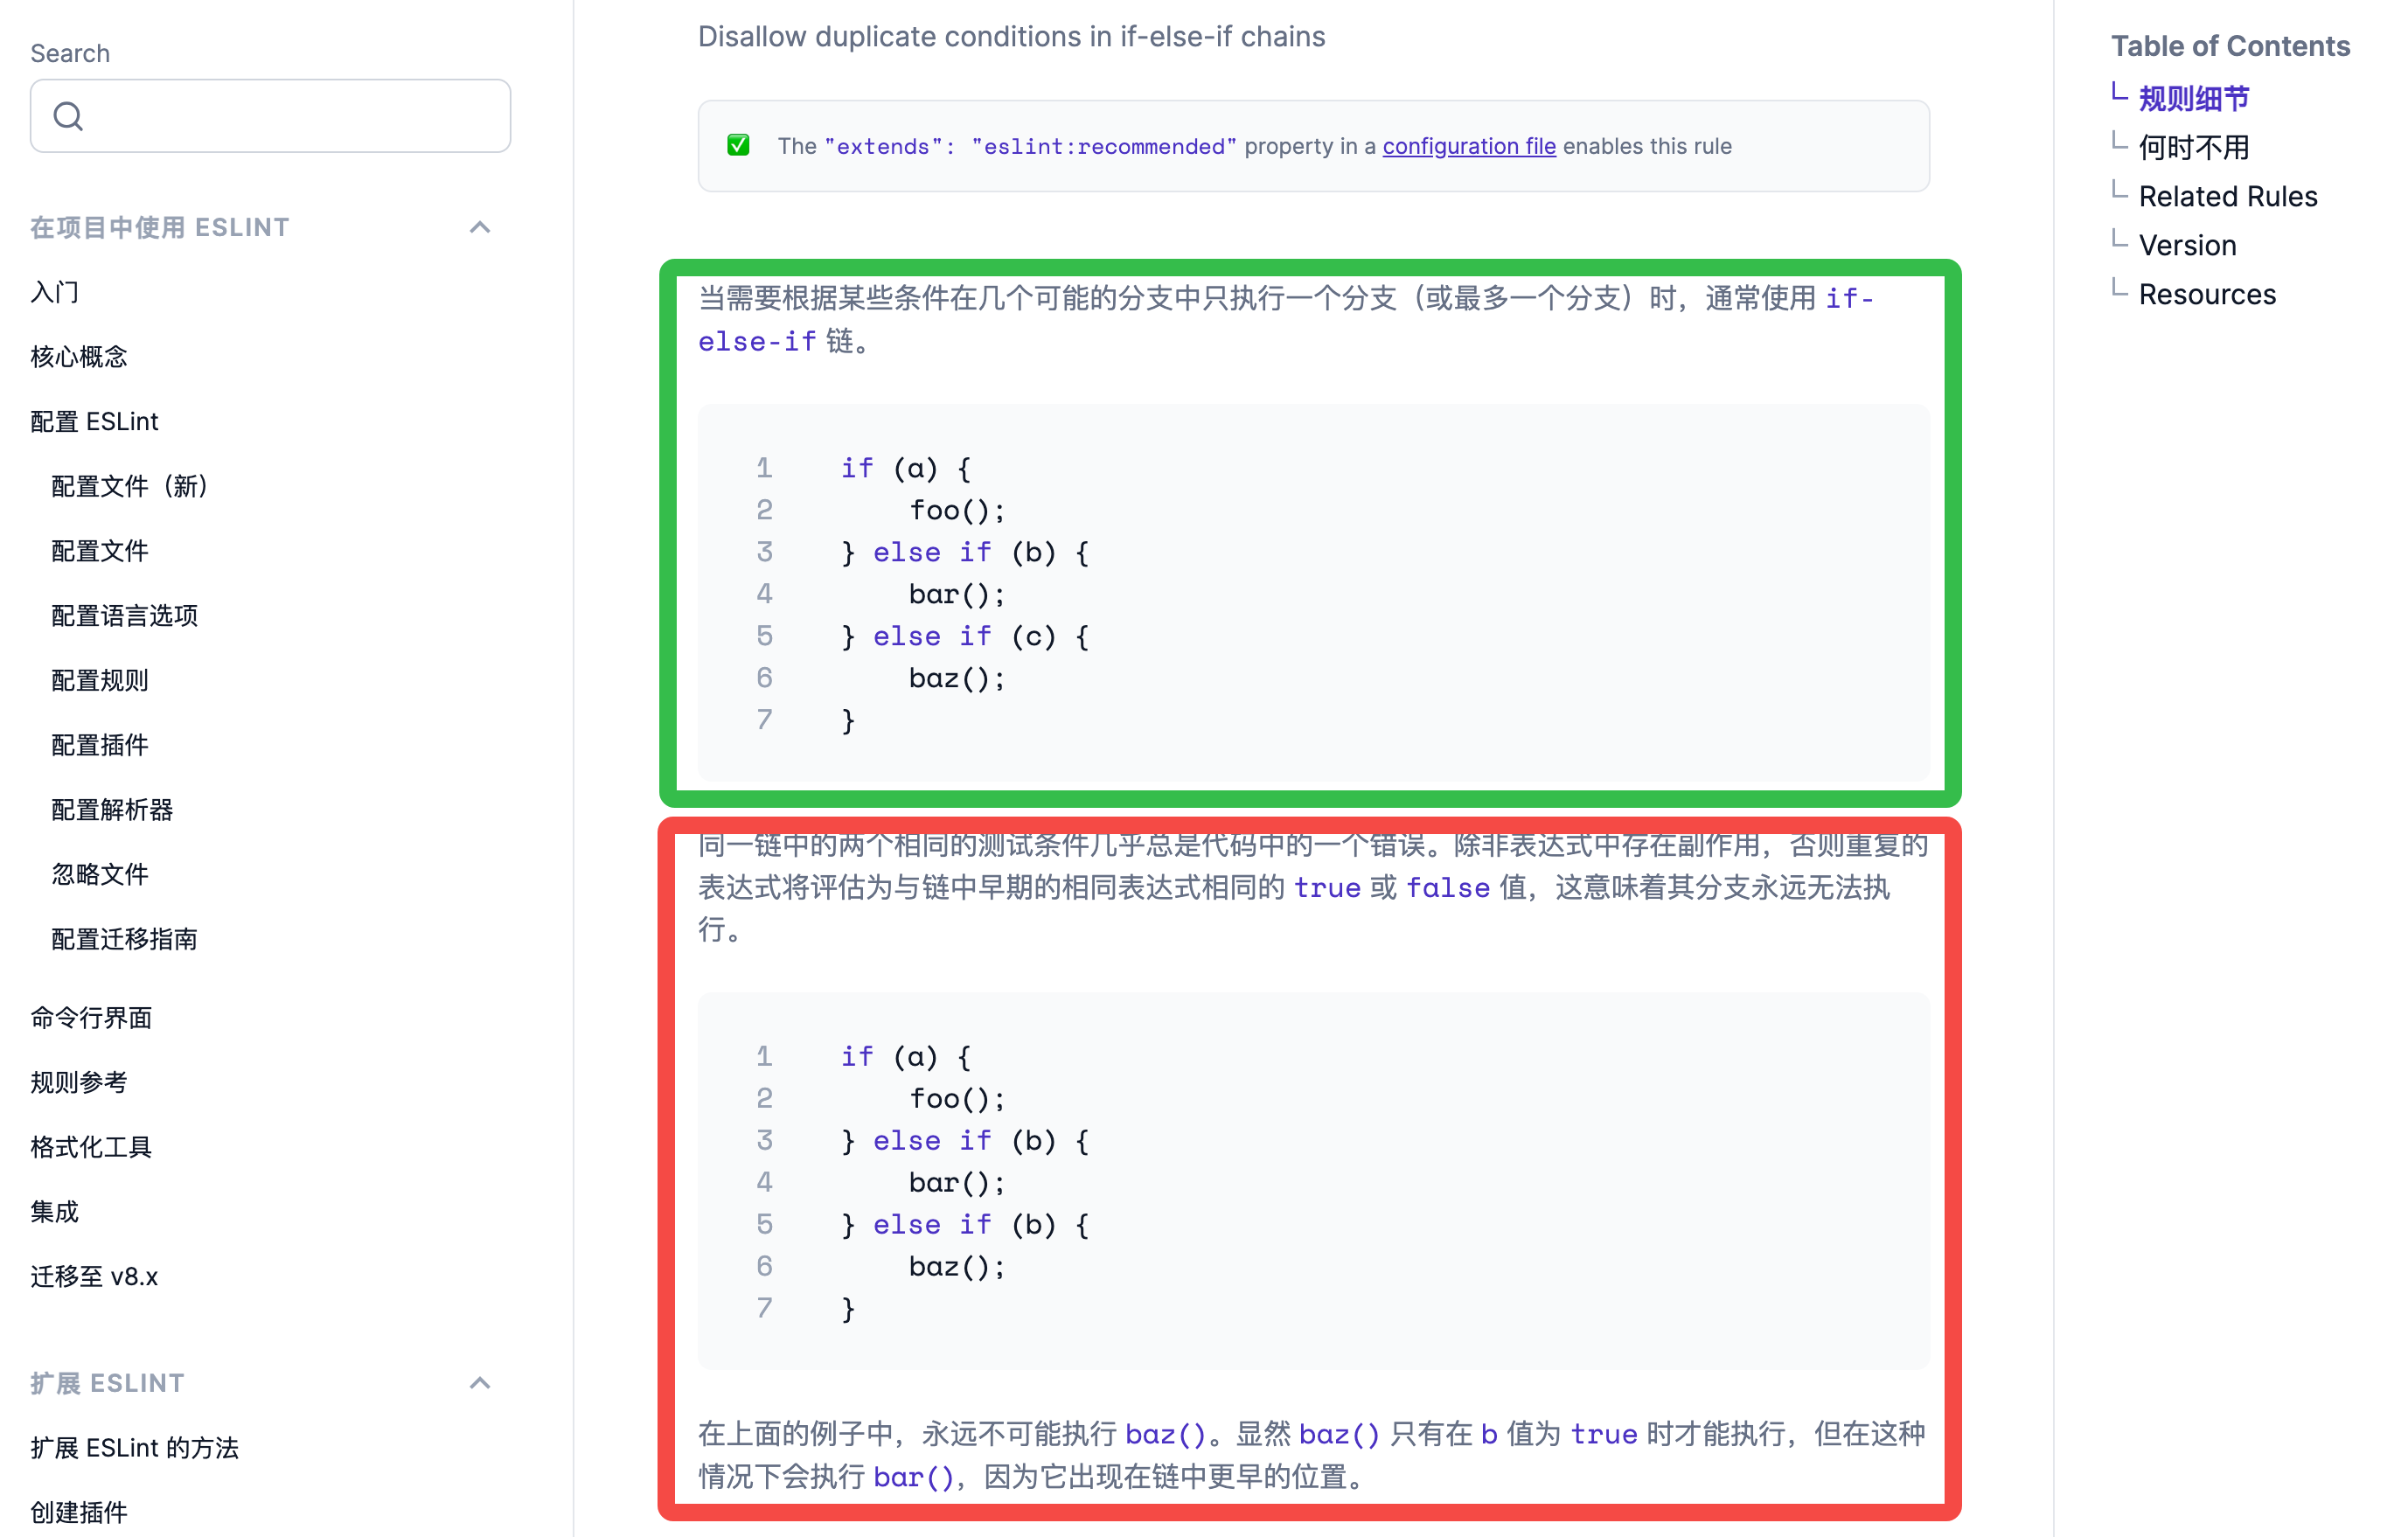 Search
在项目中使用 ESLINT
入门
核心概念
配置 ESLint
配置文件（新）
配置文件
配置语言选项
配置规则
配置插件
配置解析器
忽略文件
配置迁移指南
命令行界面
规则参考
格式化工具
集成
迁移至 v8.x
扩展 ESLINT
扩展 ESLint 的方法
创建插件
Disallow duplicate conditions in if-else-if chains
✅ The "extends": "eslint:recommended" property in a configuration file enables this rule
当需要根据某些条件在几个可能的分支中只执行一个分支（或最多一个分支）时，通常使用 if-
else-if 链。
1 if (a) {
2     foo();
3 } else if (b) {
4     bar();
5 } else if (c) {
6     baz();
7 }
同一链中的两个相同的测试条件几乎总是代码中的一个错误。除非表达式中存在副作用，否则重复的
表达式将评估为与链中早期的相同表达式相同的 true 或 false 值，这意味着其分支永远无法执
行。
1 if (a) {
2     foo();
3 } else if (b) {
4     bar();
5 } else if (b) {
6     baz();
7 }
在上面的例子中，永远不可能执行 baz()。显然 baz() 只有在 b 值为 true 时才能执行，但在这种
情况下会执行 bar()，因为它出现在链中更早的位置。
Table of Contents
规则细节
何时不用
Related Rules
Version
Resources